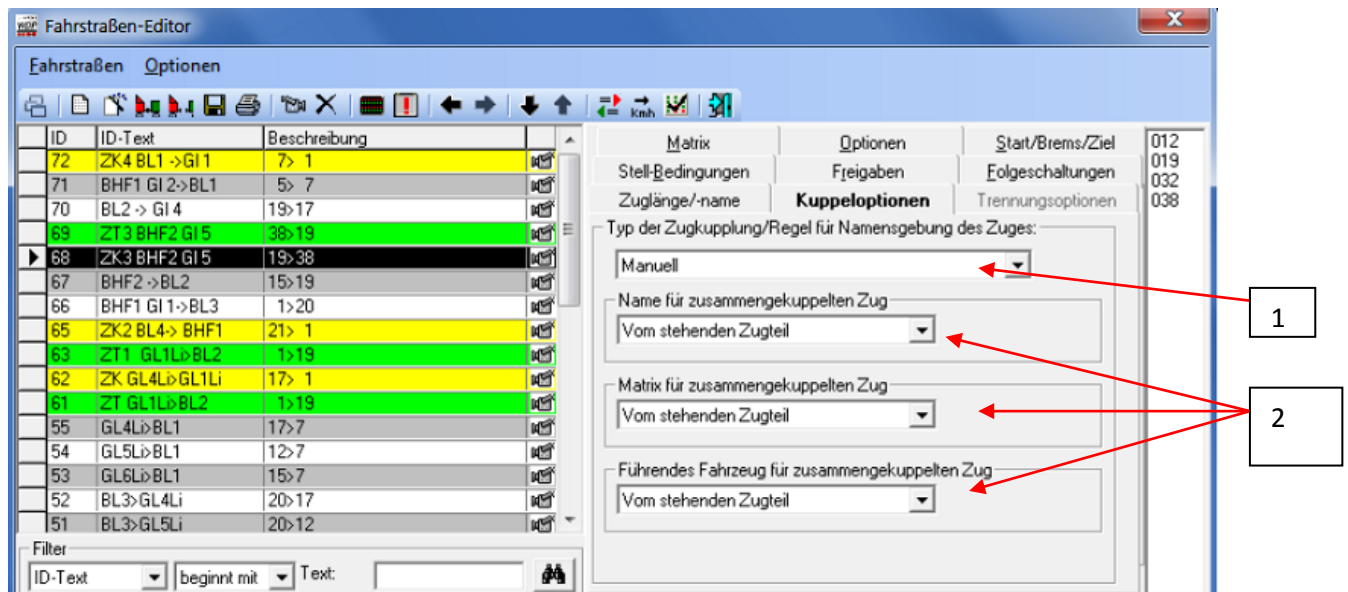 Fahrstraßen-Editor
Fahrstraßen Optionen
Kmh
ID ID-Text Beschreibung
72 ZK4 BL1 ->Gl 1 7> 1
71 BHF1 Gl 2->BL1 5> 7
70 BL2 -> Gl 4 19>17
69 ZT3 BHF2 Gl 5 38>19
68 ZK3 BHF2 Gl 5 19>38
67 BHF2 ->BL2 15>19
66 BHF1 Gl 1->BL3 1>20
65 ZK2 BL4-> BHF1 21> 1
63 ZT1 GL1Li>BL2 1>19
62 ZK GL4Li>GL1Li 17> 1
61 ZT GL1Li>BL2 1>19
55 GL4Li>BL1 17>7
54 GL5Li>BL1 12>7
53 GL6Li>BL1 15>7
52 BL3>GL4Li 20>17
51 BL3>GL5Li 20>12
Filter
ID-Text beginnt mit Text:
Matrix Optionen Start/Brems/Ziel
Stell-Bedingungen Freigaben Folgeschaltungen
Zuglänge/-name Kuppeloptionen Trennungsoptionen
Typ der Zugkupplung/Regel für Namensgebung des Zuges:
Manuell
Name für zusammengekuppelten Zug
Vom stehenden Zugteil
Matrix für zusammengekuppelten Zug
Vom stehenden Zugteil
Führendes Fahrzeug für zusammengekuppelten Zug
Vom stehenden Zugteil
012
019
032
038
1
2